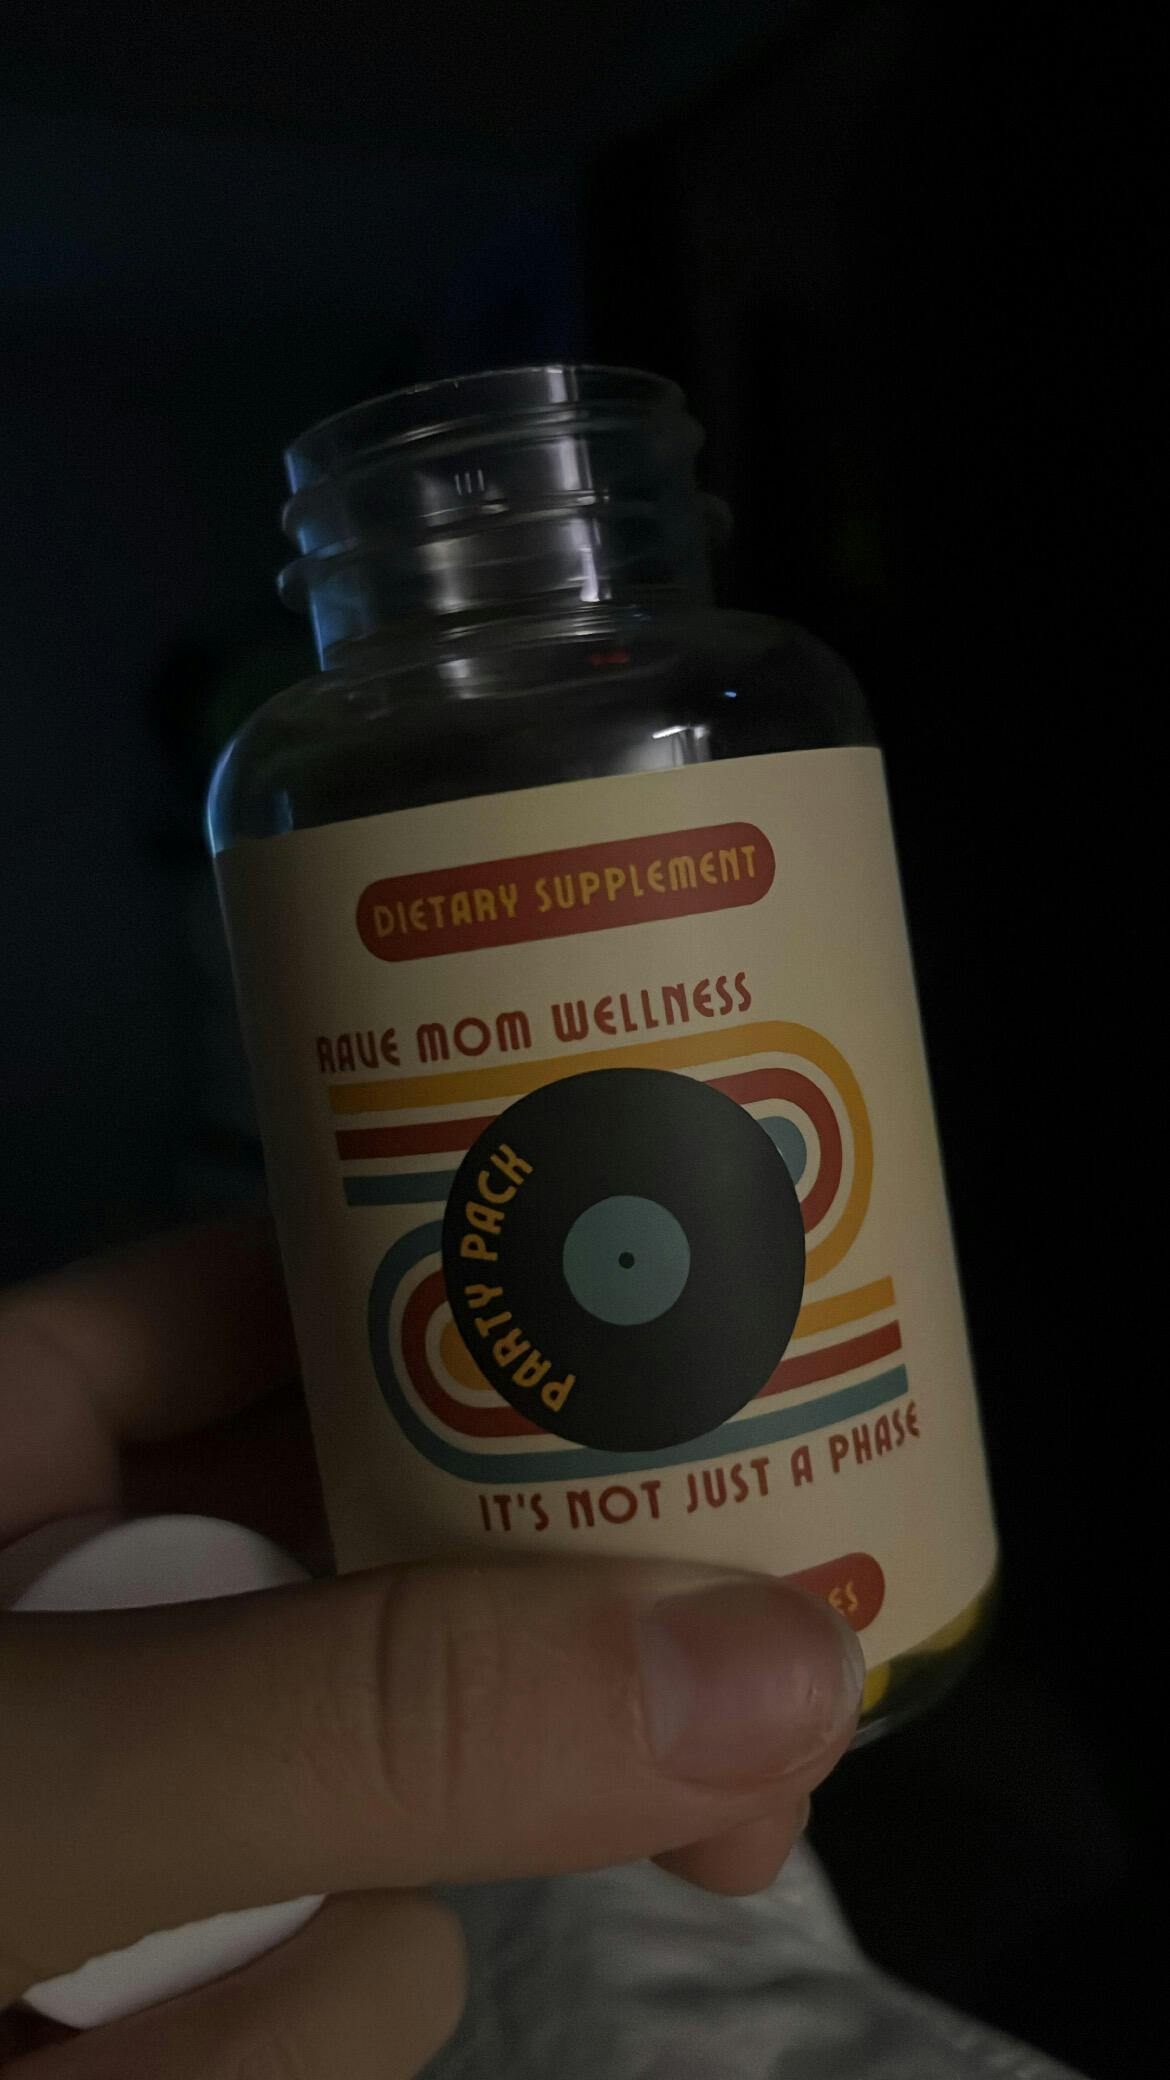 DIETARY SUPPLEMENT
RAVE MOM WELLNESS
PARTY PACK
IT'S NOT JUST A PHASE